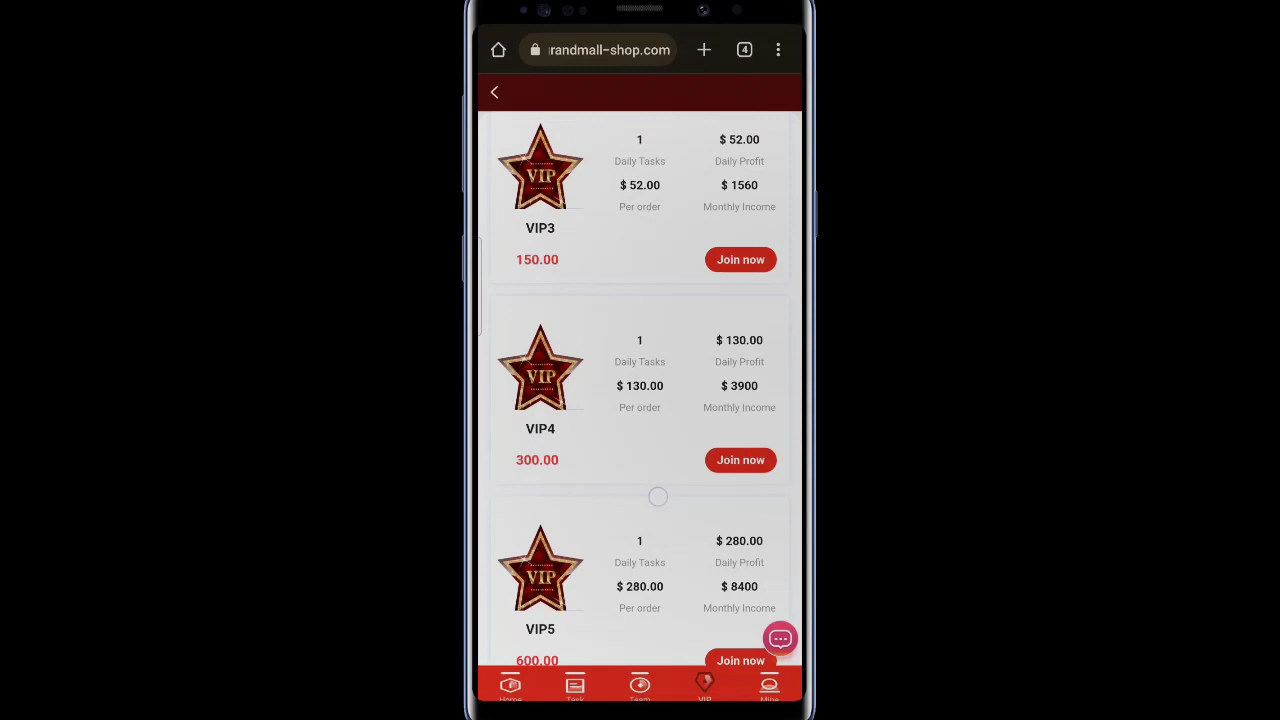 randmall-shop.com
4
VIP
1
$ 52.00
Daily Tasks
Daily Profit
$ 52.00
$ 1560
Per order
Monthly Income
VIP3
150.00
Join now
VIP
1
$ 130.00
Daily Tasks
Daily Profit
$ 130.00
$ 3900
Per order
Monthly Income
VIP4
300.00
Join now
VIP
1
$ 280.00
Daily Tasks
Daily Profit
$ 280.00
$ 8400
Per order
Monthly Income
VIP5
600.00
Join now
Home
Task
Team
VIP
Mine